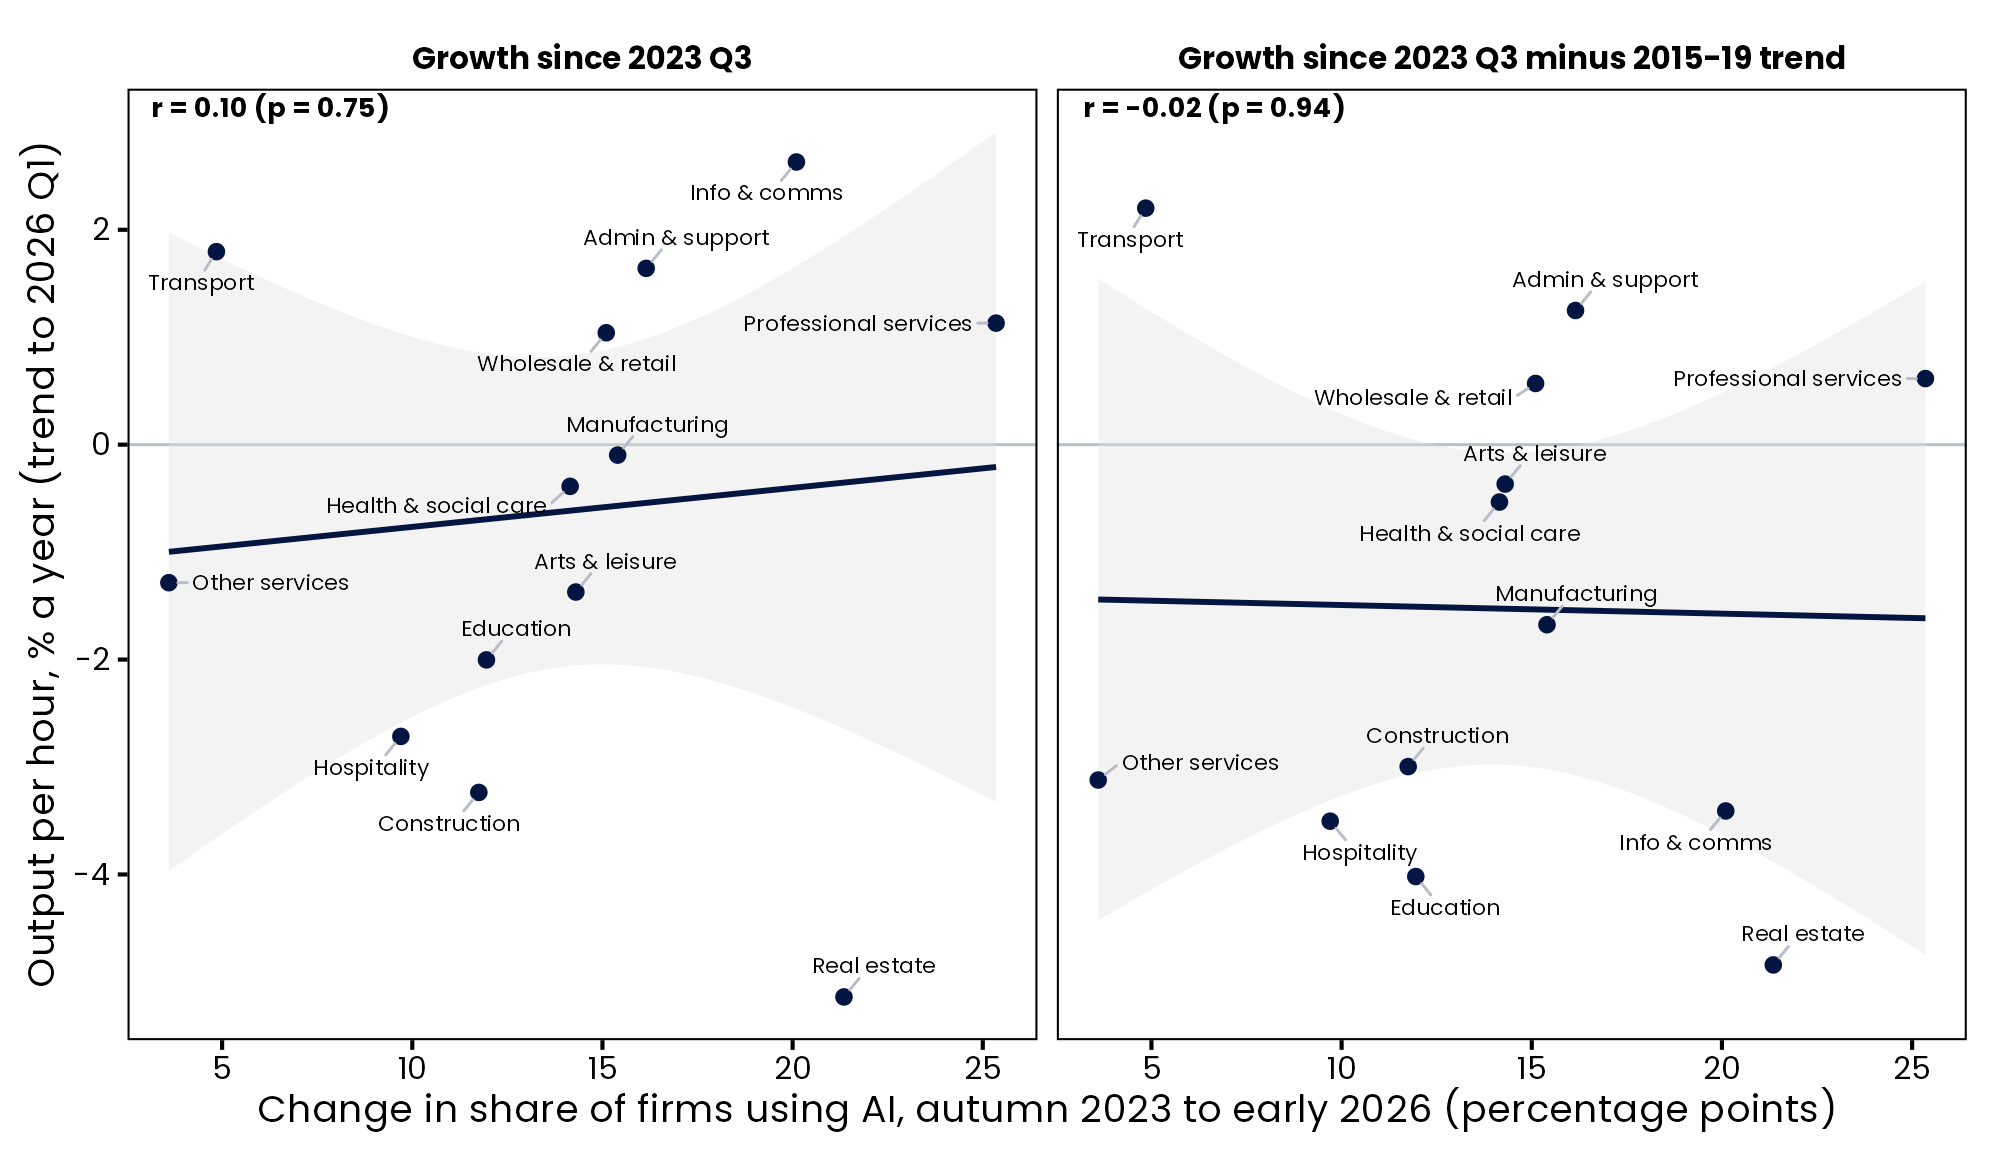 Growth since 2023 Q3
Growth since 2023 Q3 minus 2015-19 trend
Output per hour, % a year (trend to 2026 Q1)
2
0
-2
-4
r = 0.10 (p = 0.75)
Info & comms
Admin & support
Transport
Professional services
Wholesale & retail
Manufacturing
Health & social care
Arts & leisure
Other services
Education
Hospitality
Construction
Real estate
5
10
15
20
25
r = -0.02 (p = 0.94)
Transport
Admin & support
Professional services
Wholesale & retail
Arts & leisure
Health & social care
Manufacturing
Construction
Other services
Info & comms
Hospitality
Education
Real estate
5
10
15
20
25
Change in share of firms using AI, autumn 2023 to early 2026 (percentage points)